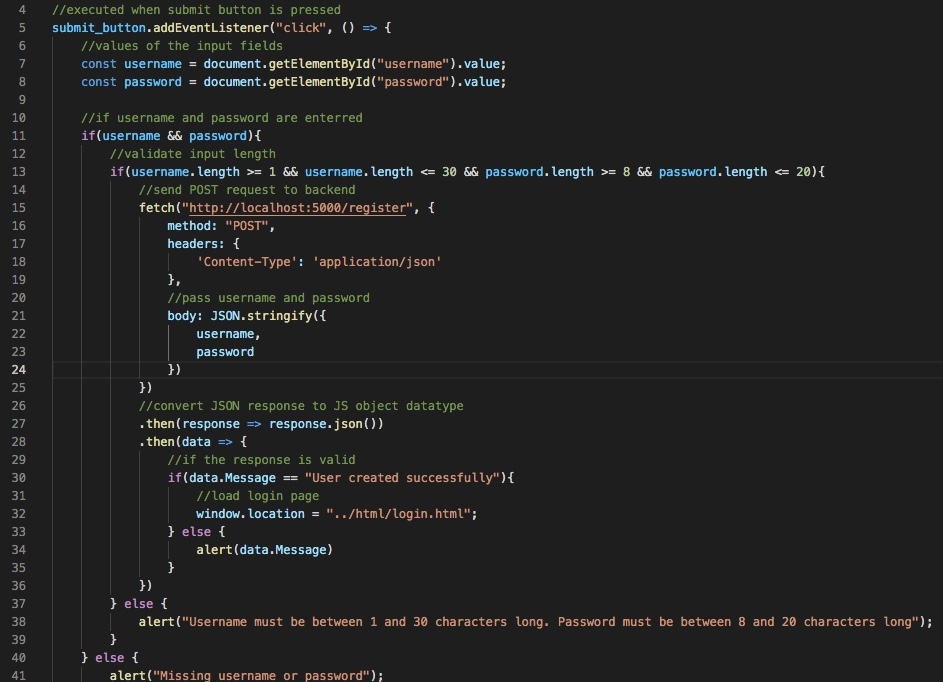 4 //executed when submit button is pressed
5 submit_button.addEventListener("click", () => {
6 //values of the input fields
7 const username = document.getElementById("username").value;
8 const password = document.getElementById("password").value;
9
10 //if username and password are enterred
11 if(username && password){
12 //validate input length
13 if(username.length >= 1 && username.length <= 30 && password.length >= 8 && password.length <= 20){
14 //send POST request to backend
15 fetch("http://localhost:5000/register", {
16 method: "POST",
17 headers: {
18 'Content-Type': 'application/json'
19 },
20 //pass username and password
21 body: JSON.stringify({
22 username,
23 password
24 })
25 })
26 //convert JSON response to JS object datatype
27 .then(response => response.json())
28 .then(data => {
29 //if the response is valid
30 if(data.Message == "User created successfully"){
31 //load login page
32 window.location = "../html/login.html";
33 } else {
34 alert(data.Message)
35 }
36 })
37 } else {
38 alert("Username must be between 1 and 30 characters long. Password must be between 8 and 20 characters long");
39 }
40 } else {
41 alert("Missing username or password");